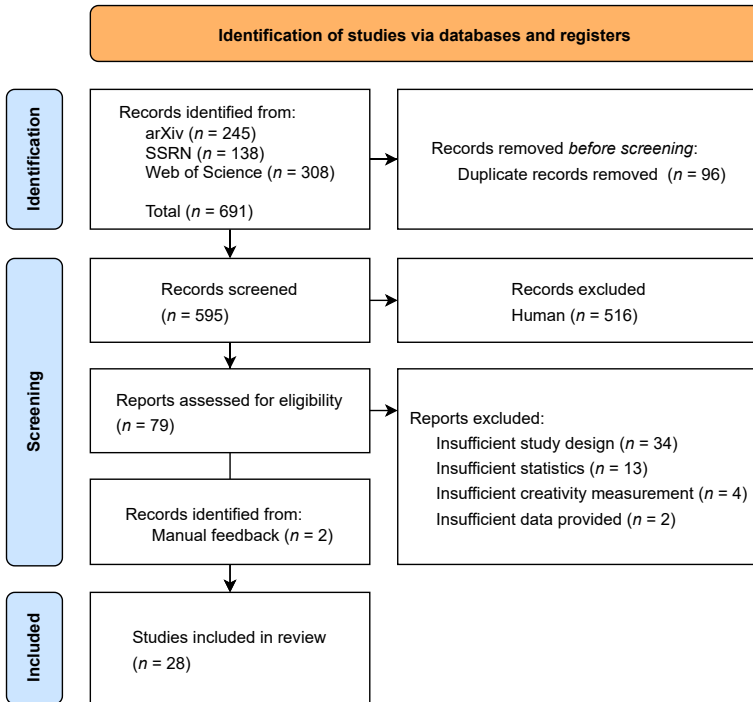 Identification of studies via databases and registers
Identification
Records identified from:
arXiv (n = 245)
SSRN (n = 138)
Web of Science (n = 308)
Total (n = 691)
Records removed before screening:
Duplicate records removed (n = 96)
Screening
Records screened
(n = 595)
Records excluded
Human (n = 516)
Reports assessed for eligibility
(n = 79)
Reports excluded:
Insufficient study design (n = 34)
Insufficient statistics (n = 13)
Insufficient creativity measurement (n = 4)
Insufficient data provided (n = 2)
Records identified from:
Manual feedback (n = 2)
Included
Studies included in review
(n = 28)